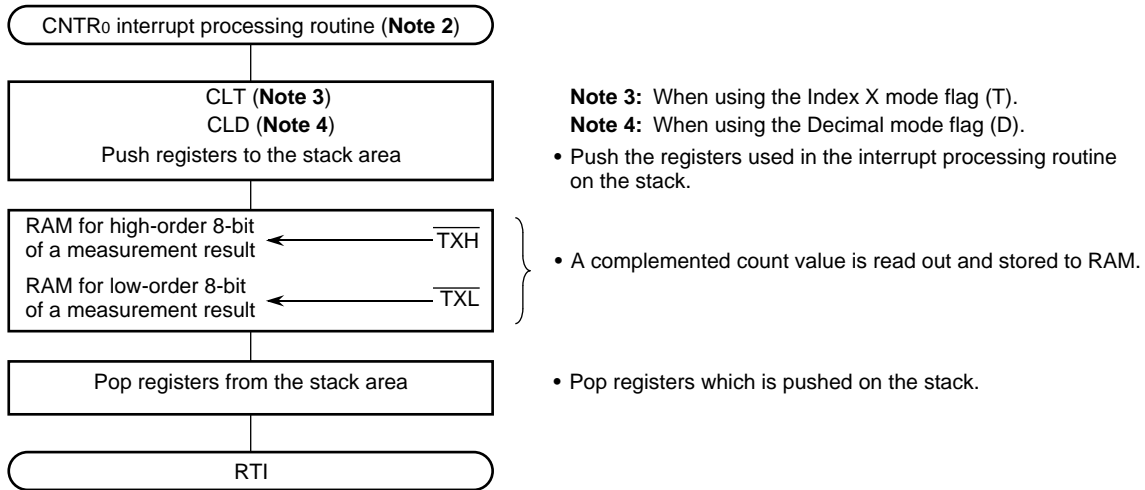 CNTR0 interrupt processing routine (Note 2)
CLT (Note 3)
CLD (Note 4)
Push registers to the stack area
Note 3: When using the Index X mode flag (T).
Note 4: When using the Decimal mode flag (D).
• Push the registers used in the interrupt processing routine
on the stack.
RAM for high-order 8-bit
of a measurement result
TXH
RAM for low-order 8-bit
of a measurement result
TXL
• A complemented count value is read out and stored to RAM.
Pop registers from the stack area
• Pop registers which is pushed on the stack.
RTI